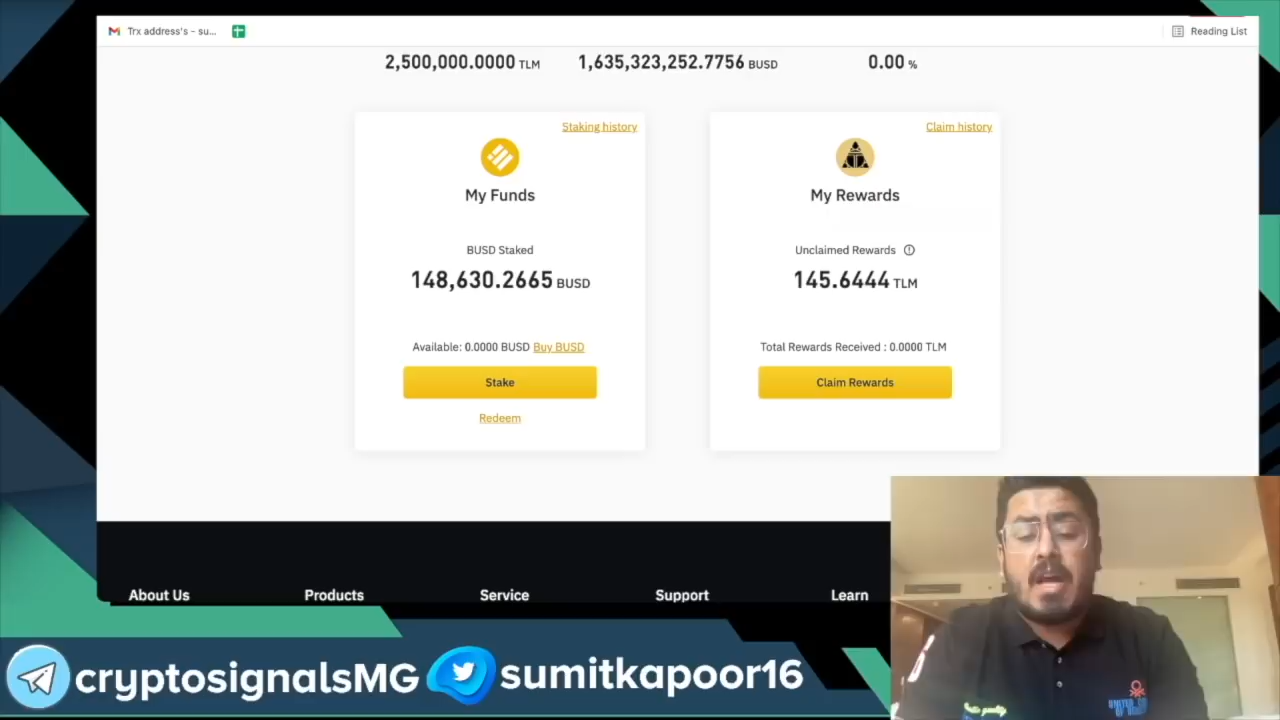 Trx address's - su...
Reading List
2,500,000.0000 TLM 1,635,323,252.7756 BUSD 0.00 %
Staking history
My Funds
BUSD Staked
148,630.2665 BUSD
Available: 0.0000 BUSD Buy BUSD
Stake
Redeem
Claim history
My Rewards
Unclaimed Rewards
145.6444 TLM
Total Rewards Received : 0.0000 TLM
Claim Rewards
About Us Products Service Support Learn
cryptosignalsMG sumitkapoor16